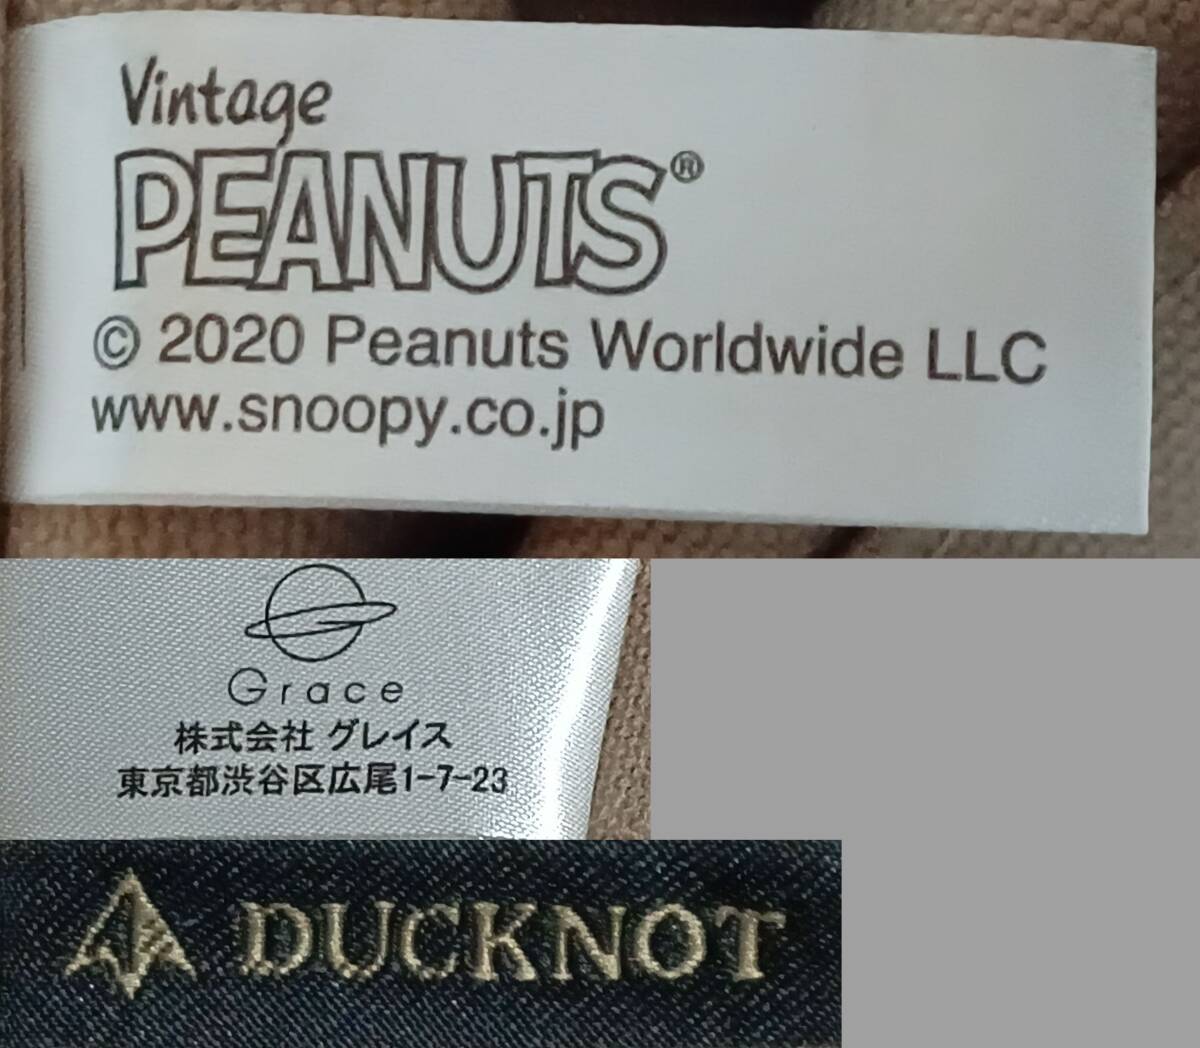 Vintage
PEANUTS®
© 2020 Peanuts Worldwide LLC
www.snoopy.co.jp
Grace
株式会社 グレイス
東京都渋谷区広尾1-7-23
DUCKNOT